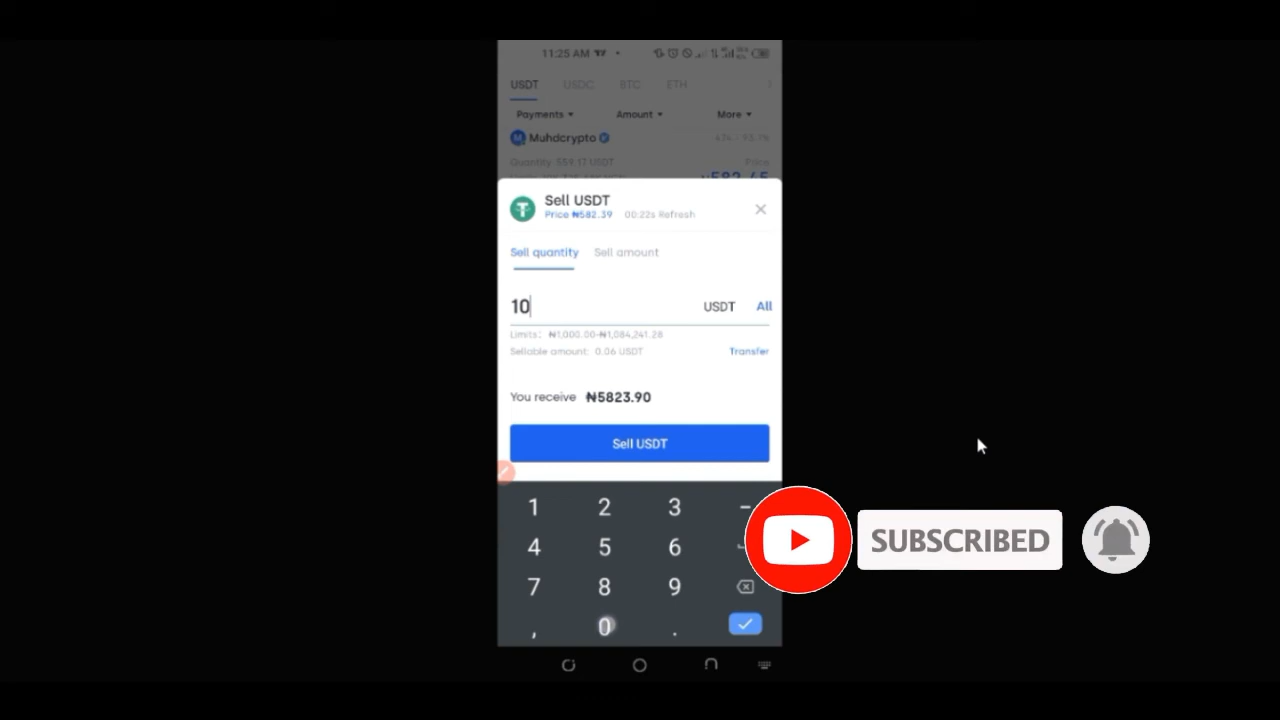 11:25 AM
USDT USDC BTC ETH
Payments Amount More
Muhdcrypto
Quantity 559.17 USDT Price
₦582.45
Sell USDT
Price ₦582.39 00:22s Refresh
Sell quantity Sell amount
10 USDT All
Limits: ₦1,000.00-₦1,084,241.28
Sellable amount: 0.06 USDT Transfer
You receive ₦5823.90
Sell USDT
1 2 3 -
4 5 6
7 8 9
, 0 .
SUBSCRIBED